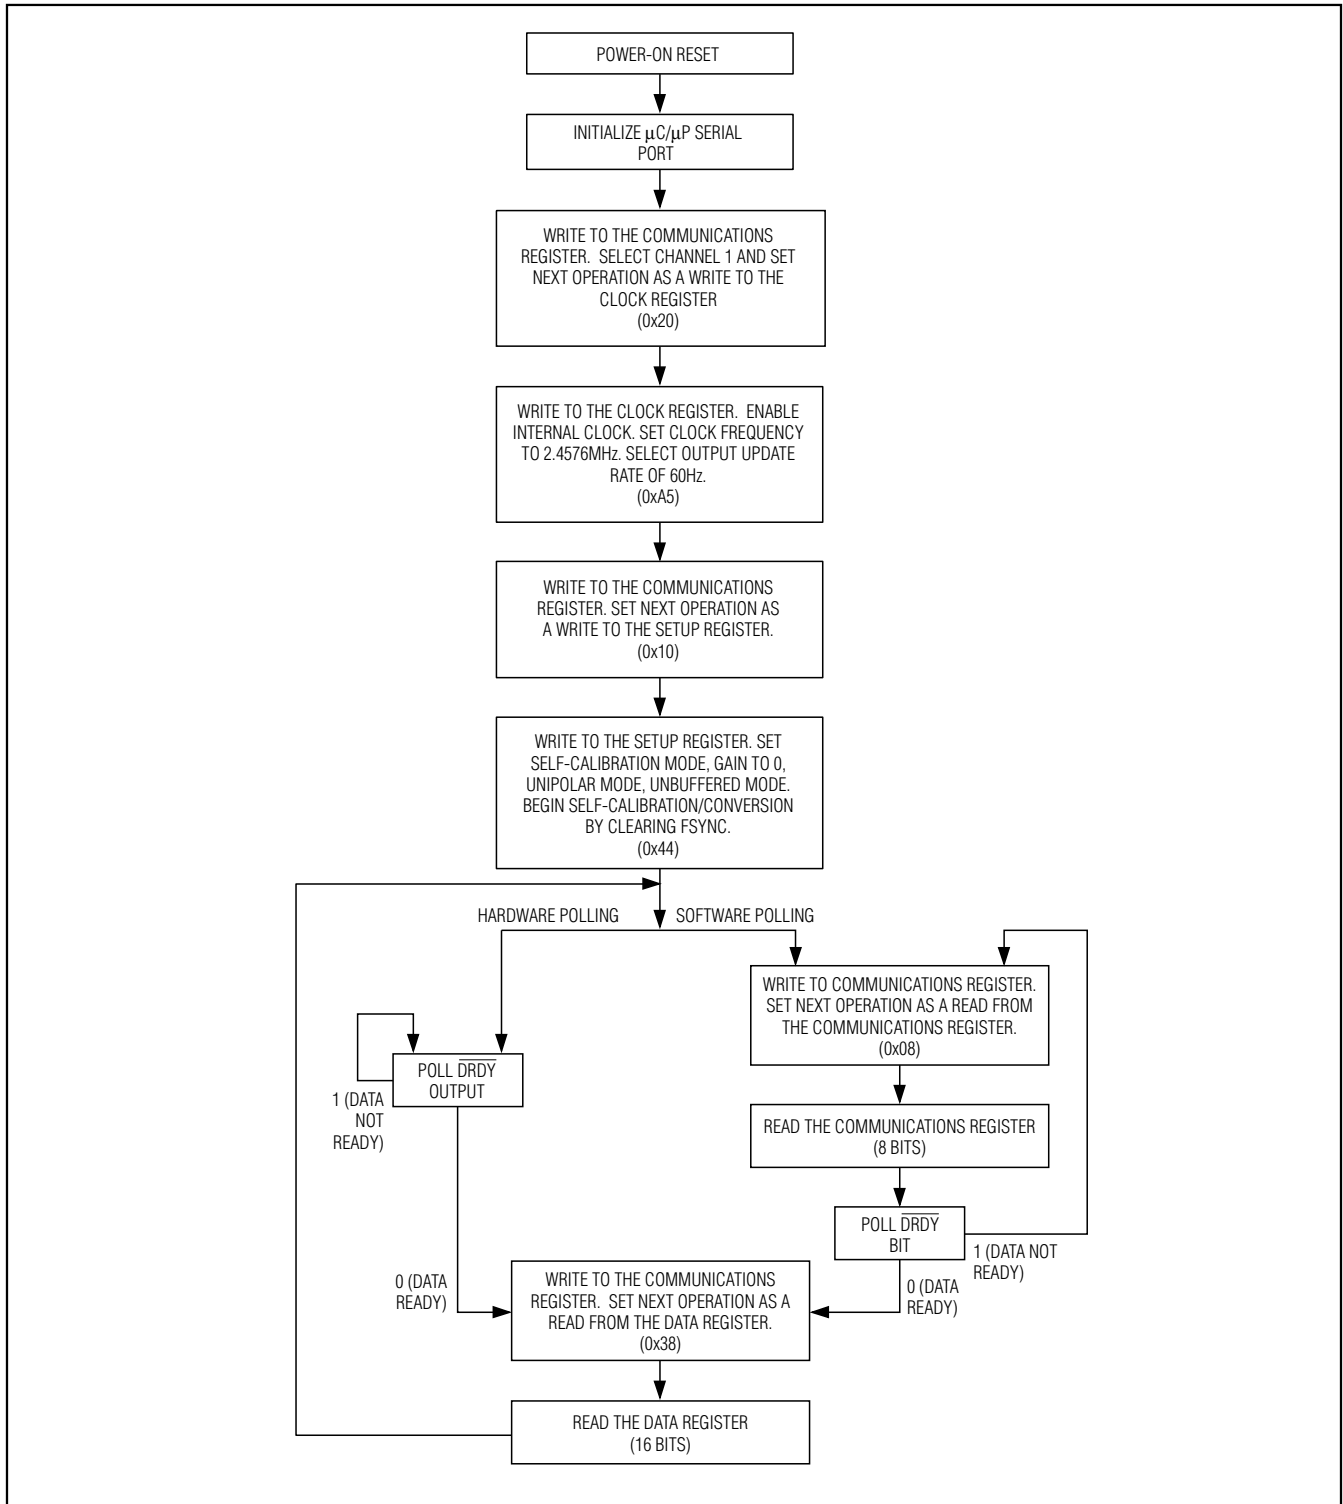 POWER-ON RESET
INITIALIZE μC/μP SERIAL
PORT
WRITE TO THE COMMUNICATIONS
REGISTER. SELECT CHANNEL 1 AND SET
NEXT OPERATION AS A WRITE TO THE
CLOCK REGISTER
(0x20)
WRITE TO THE CLOCK REGISTER. ENABLE
INTERNAL CLOCK. SET CLOCK FREQUENCY
TO 2.4576MHz. SELECT OUTPUT UPDATE
RATE OF 60Hz.
(0xA5)
WRITE TO THE COMMUNICATIONS
REGISTER. SET NEXT OPERATION AS
A WRITE TO THE SETUP REGISTER.
(0x10)
WRITE TO THE SETUP REGISTER. SET
SELF-CALIBRATION MODE, GAIN TO 0,
UNIPOLAR MODE, UNBUFFERED MODE.
BEGIN SELF-CALIBRATION/CONVERSION
BY CLEARING FSYNC.
(0x44)
HARDWARE POLLING
SOFTWARE POLLING
POLL D̅R̅D̅Y̅
OUTPUT
1 (DATA
NOT
READY)
WRITE TO COMMUNICATIONS REGISTER.
SET NEXT OPERATION AS A READ FROM
THE COMMUNICATIONS REGISTER.
(0x08)
READ THE COMMUNICATIONS REGISTER
(8 BITS)
POLL D̅R̅D̅Y̅
BIT
1 (DATA NOT
READY)
0 (DATA
READY)
0 (DATA
READY)
WRITE TO THE COMMUNICATIONS
REGISTER. SET NEXT OPERATION AS A
READ FROM THE DATA REGISTER.
(0x38)
READ THE DATA REGISTER
(16 BITS)